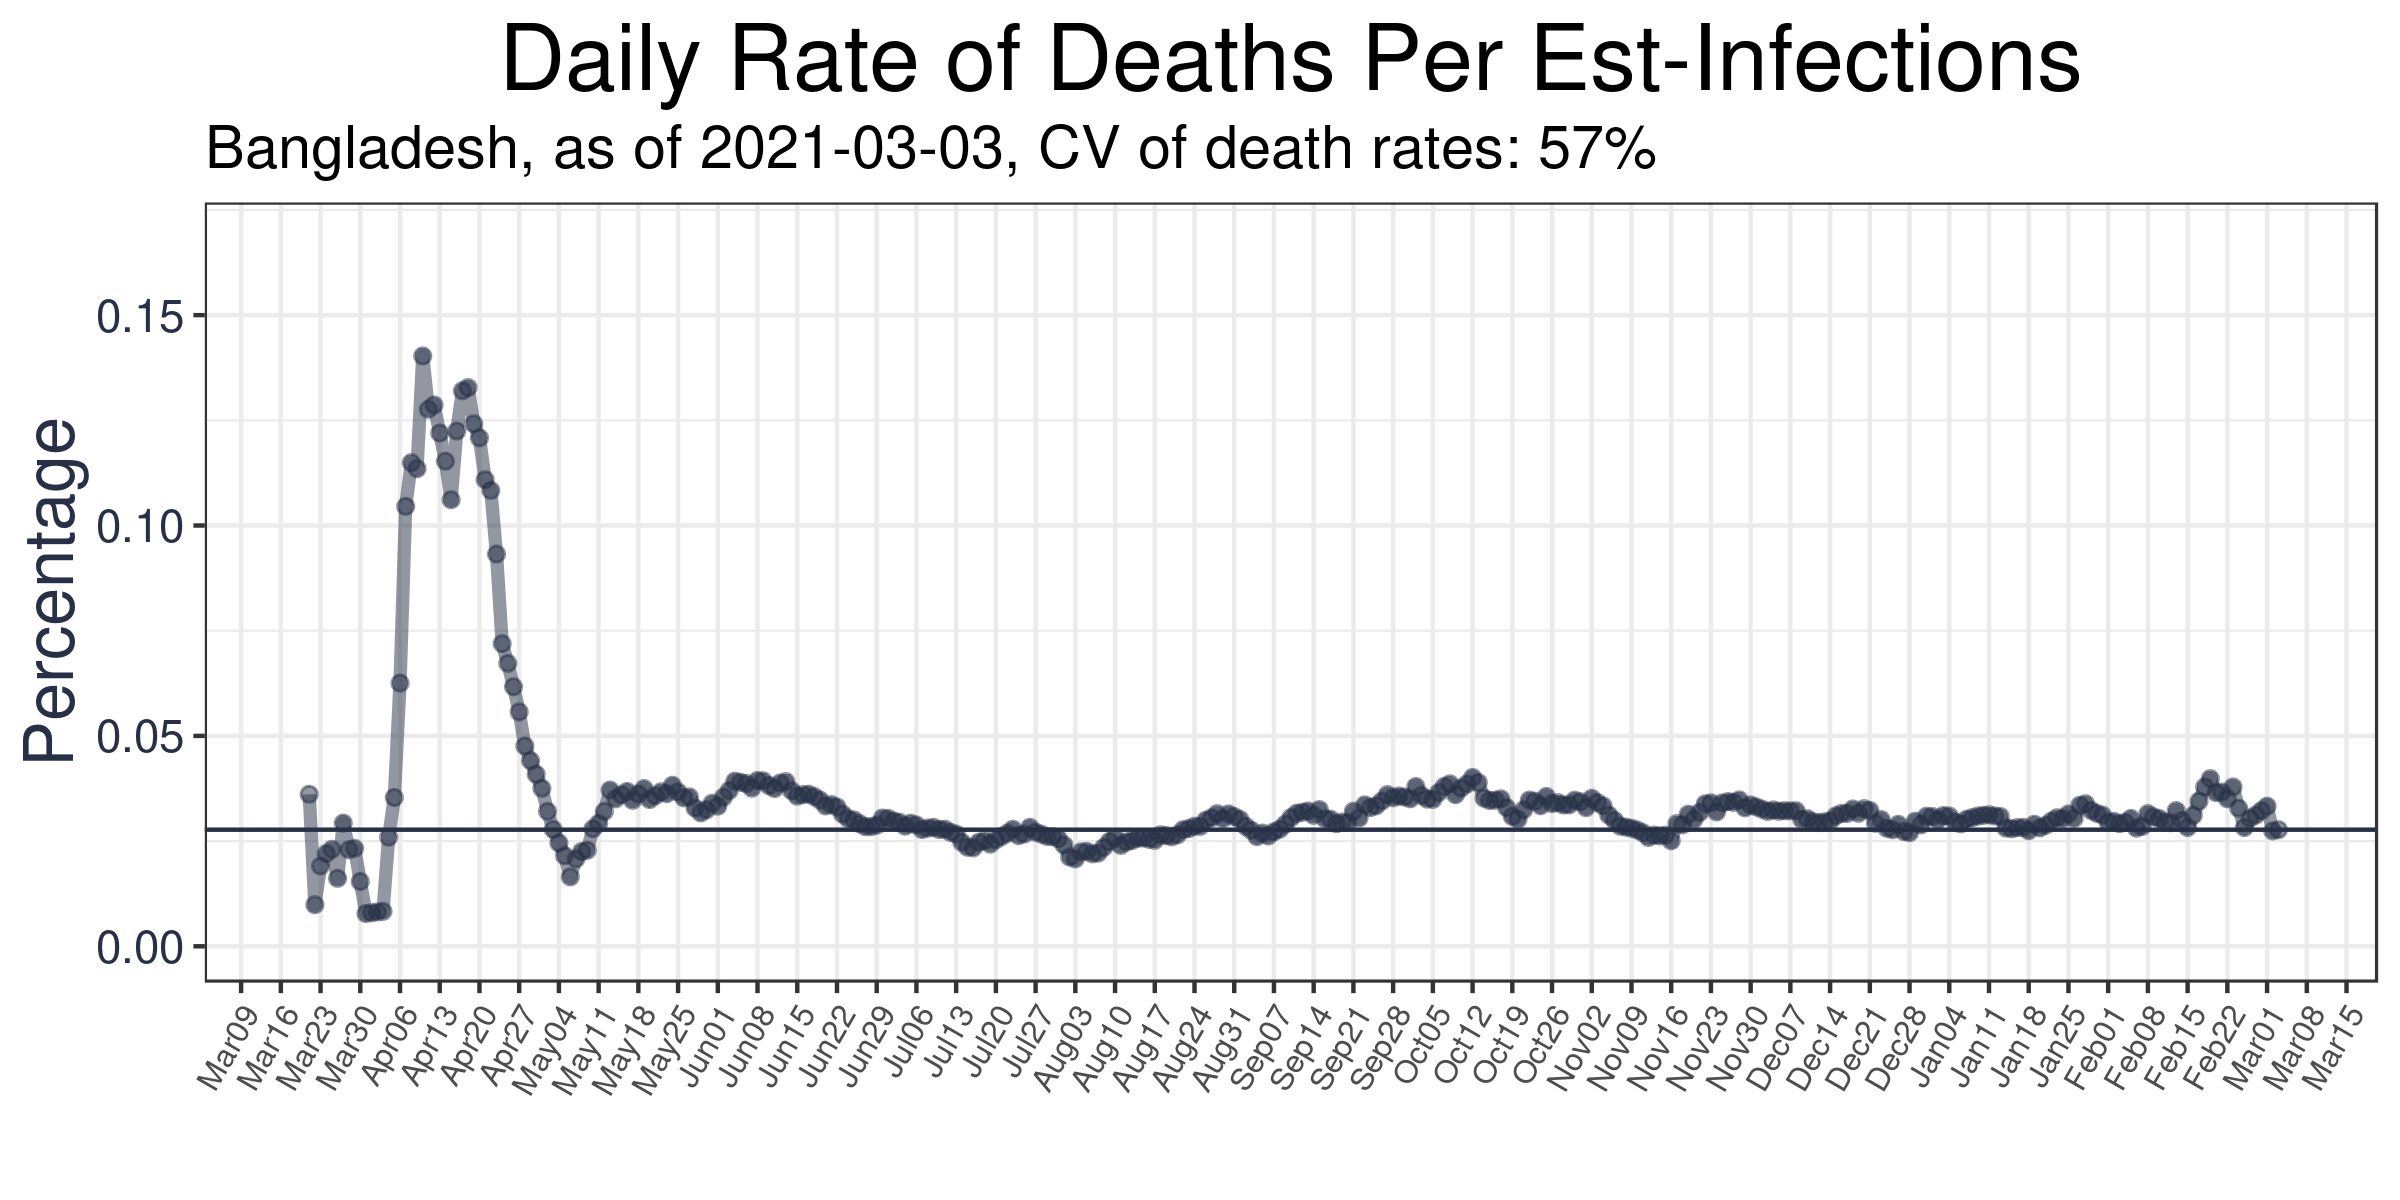 Daily Rate of Deaths Per Est-Infections
Bangladesh, as of 2021-03-03, CV of death rates: 57%
Percentage
0.15
0.10
0.05
0.00
Mar09
Mar16
Mar23
Mar30
Apr06
Apr13
Apr20
Apr27
May04
May11
May18
May25
Jun01
Jun08
Jun15
Jun22
Jun29
Jul06
Jul13
Jul20
Jul27
Aug03
Aug10
Aug17
Aug24
Aug31
Sep07
Sep14
Sep21
Sep28
Oct05
Oct12
Oct19
Oct26
Nov02
Nov09
Nov16
Nov23
Nov30
Dec07
Dec14
Dec21
Dec28
Jan04
Jan11
Jan18
Jan25
Feb01
Feb08
Feb15
Feb22
Mar01
Mar08
Mar15